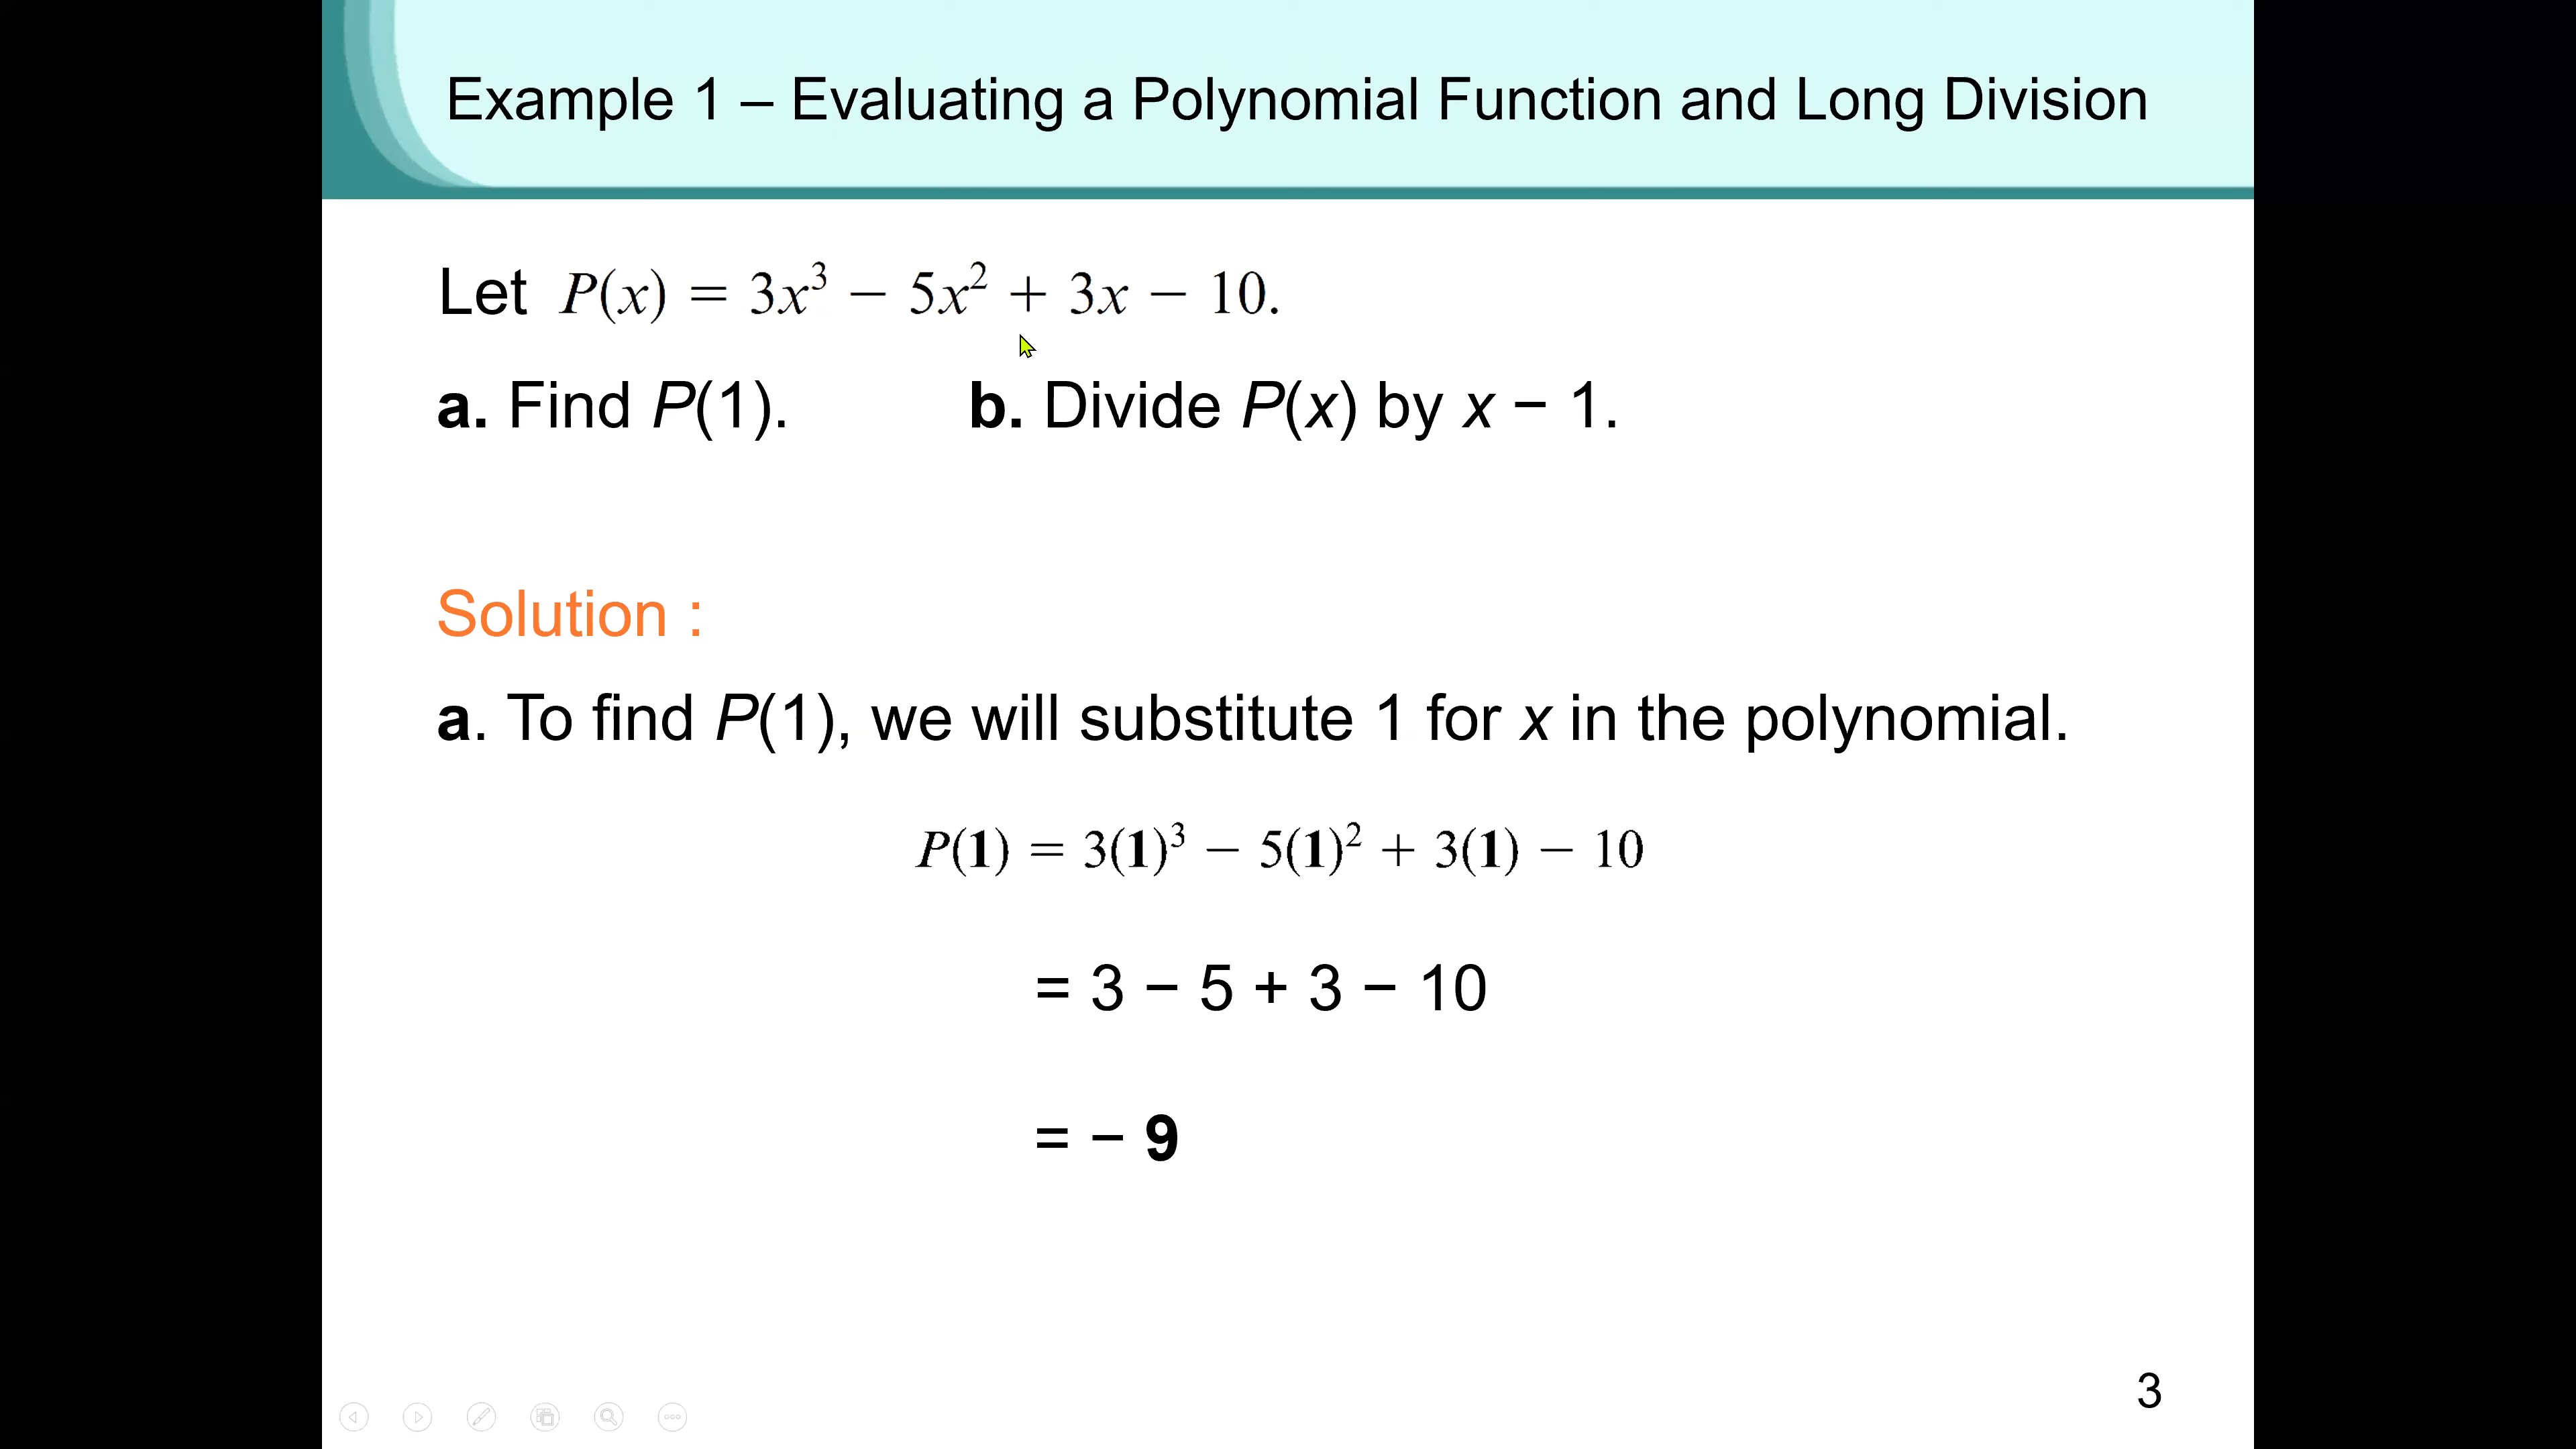 Example 1 – Evaluating a Polynomial Function and Long Division
Let P(x) = 3x³ − 5x² + 3x − 10.
a. Find P(1). b. Divide P(x) by x − 1.
Solution :
a. To find P(1), we will substitute 1 for x in the polynomial.
P(1) = 3(1)³ − 5(1)² + 3(1) − 10
= 3 − 5 + 3 − 10
= − 9
3